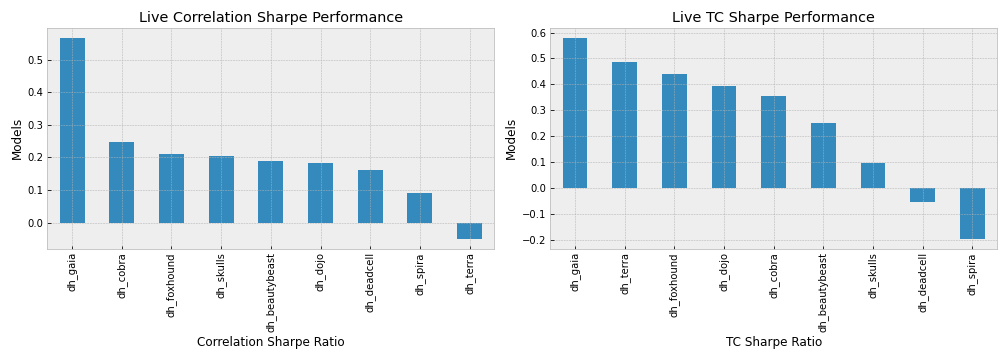 Live Correlation Sharpe Performance
Models
0.5
0.4
0.3
0.2
0.1
0.0
dh_gaia
dh_cobra
dh_foxhound
dh_skulls
dh_beautybeast
dh_dojo
dh_deadcell
dh_spira
dh_terra
Correlation Sharpe Ratio
Live TC Sharpe Performance
Models
0.6
0.5
0.4
0.3
0.2
0.1
0.0
−0.1
−0.2
dh_gaia
dh_terra
dh_foxhound
dh_dojo
dh_cobra
dh_beautybeast
dh_skulls
dh_deadcell
dh_spira
TC Sharpe Ratio